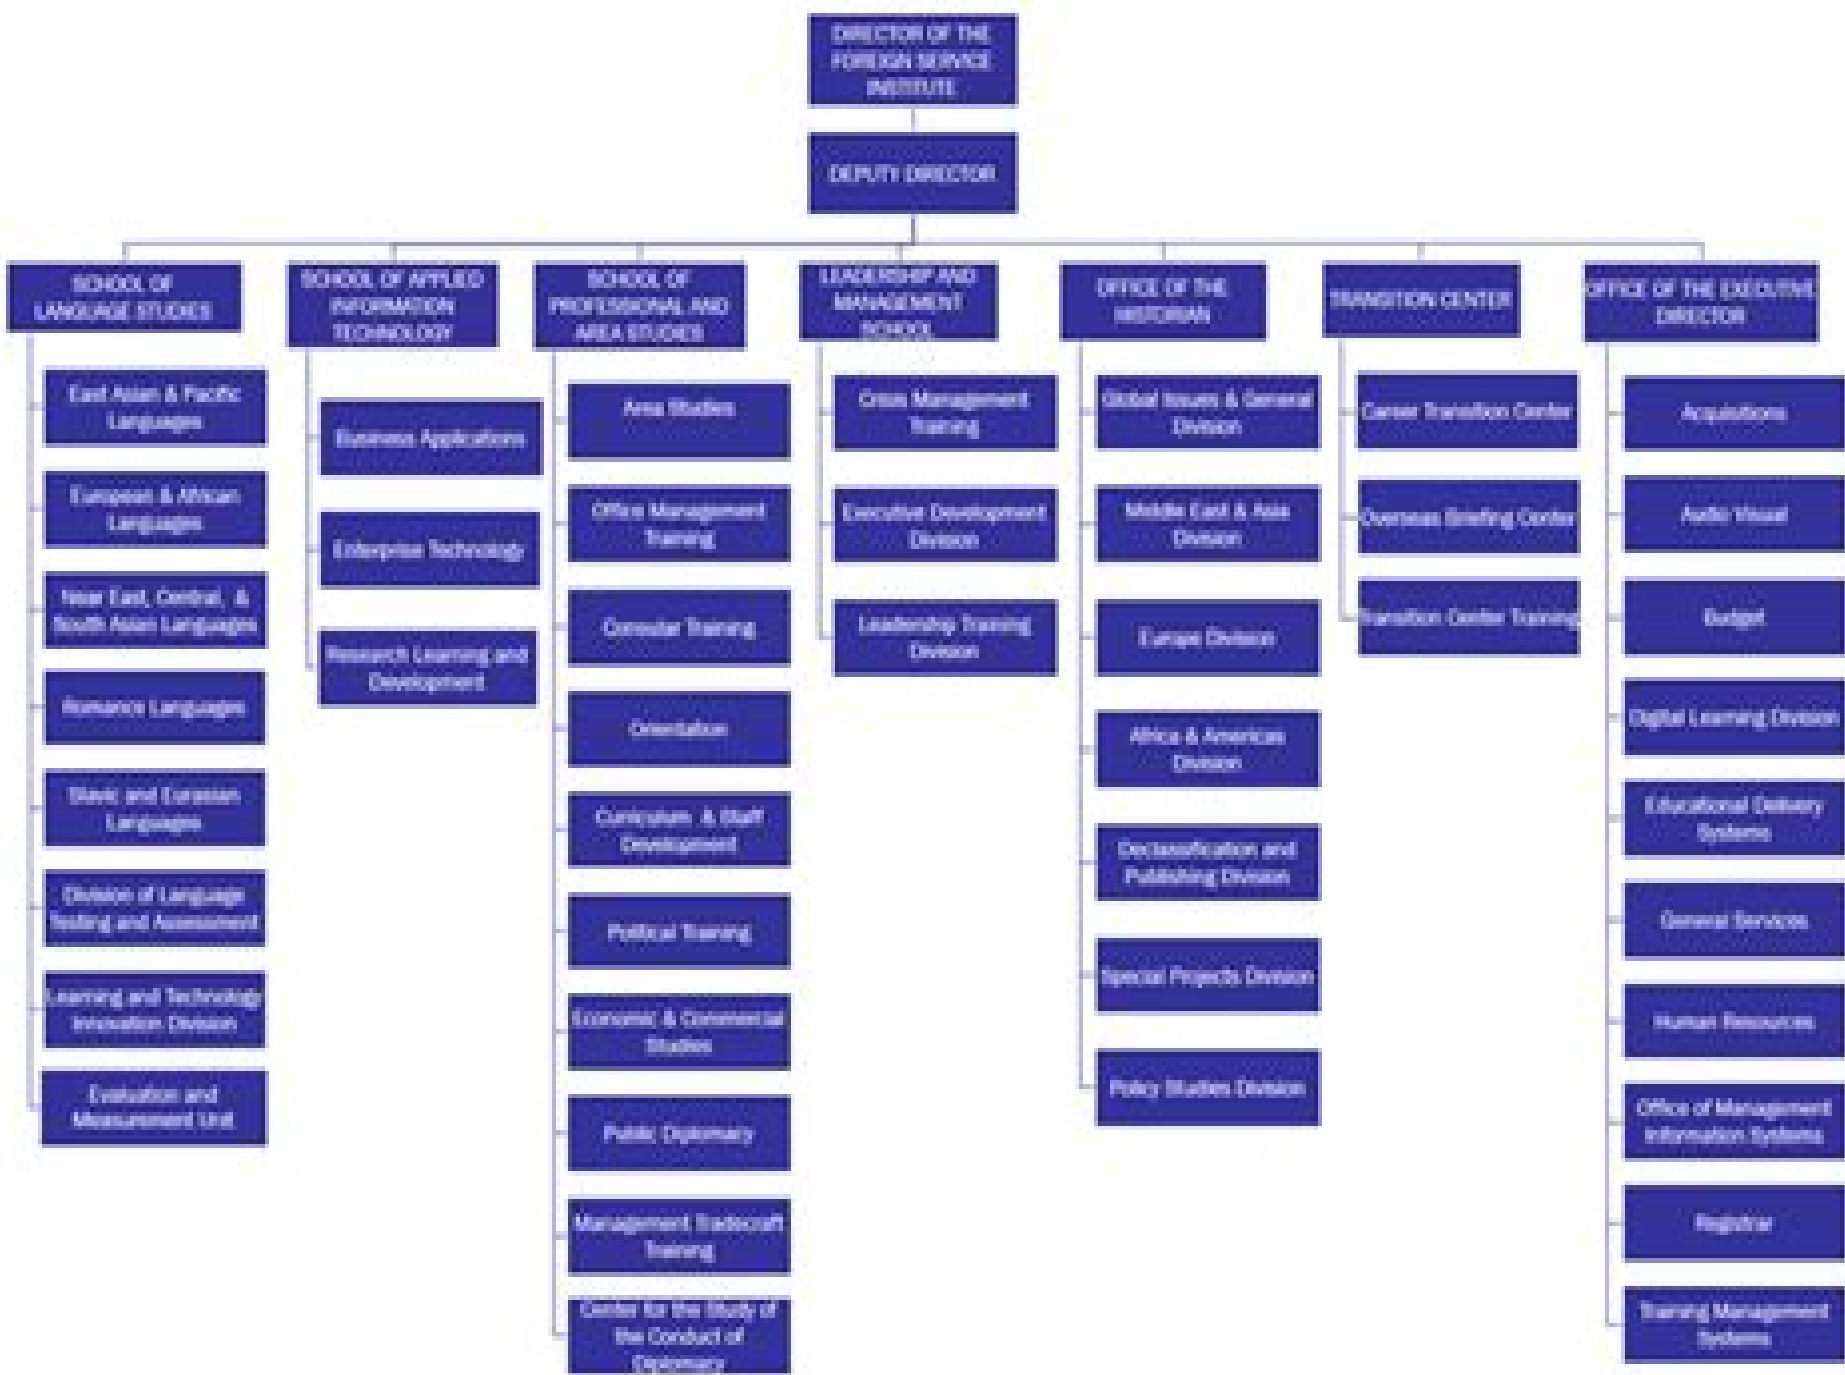 DIRECTOR OF THE
FOREIGN SERVICE
INSTITUTE
DEPUTY DIRECTOR
SCHOOL OF
LANGUAGE STUDIES
East Asian & Pacific
Languages
European & African
Languages
Near East, Central, &
South Asian Languages
Romance Languages
Slavic and Eurasian
Languages
Division of Language
Testing and Assessment
Learning and Technology
Innovation Division
Evaluation and
Measurement Unit
SCHOOL OF APPLIED
INFORMATION
TECHNOLOGY
Business Applications
Enterprise Technology
Research Learning and
Development
SCHOOL OF
PROFESSIONAL AND
AREA STUDIES
Area Studies
Office Management
Training
Consular Training
Orientation
Curriculum & Staff
Development
Political Training
Economic & Commercial
Studies
Public Diplomacy
Management Tradecraft
Training
Center for the Study of
the Conduct of
Diplomacy
LEADERSHIP AND
MANAGEMENT
SCHOOL
Crisis Management
Training
Executive Development
Division
Leadership Training
Division
OFFICE OF THE
HISTORIAN
Global Issues & General
Division
Middle East & Asia
Division
Europe Division
Africa & Americas
Division
Declassification and
Publishing Division
Special Projects Division
Policy Studies Division
TRANSITION CENTER
Career Transition Center
Overseas Briefing Center
Transition Center Training
OFFICE OF THE EXECUTIVE
DIRECTOR
Acquisitions
Audio Visual
Budget
Digital Learning Division
Educational Delivery
Systems
General Services
Human Resources
Office of Management
Information Systems
Registrar
Training Management
Systems